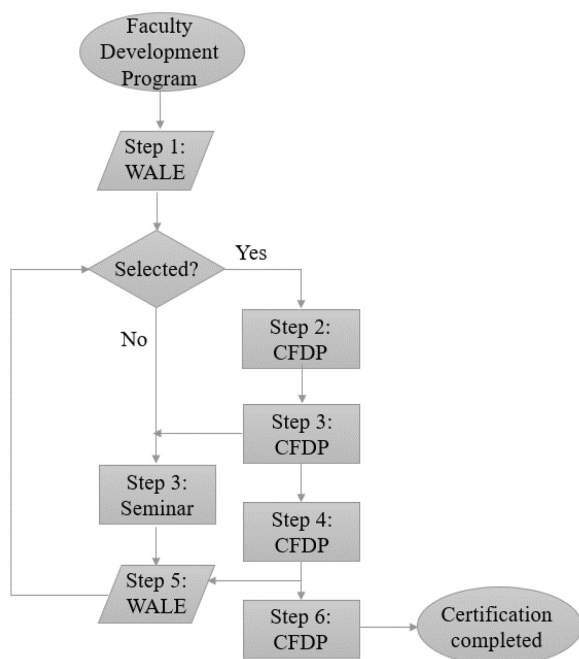 Faculty
Development
Program
Step 1:
WALE
Selected?
Yes
No
Step 2:
CFDP
Step 3:
CFDP
Step 3:
Seminar
Step 4:
CFDP
Step 5:
WALE
Step 6:
CFDP
Certification
completed